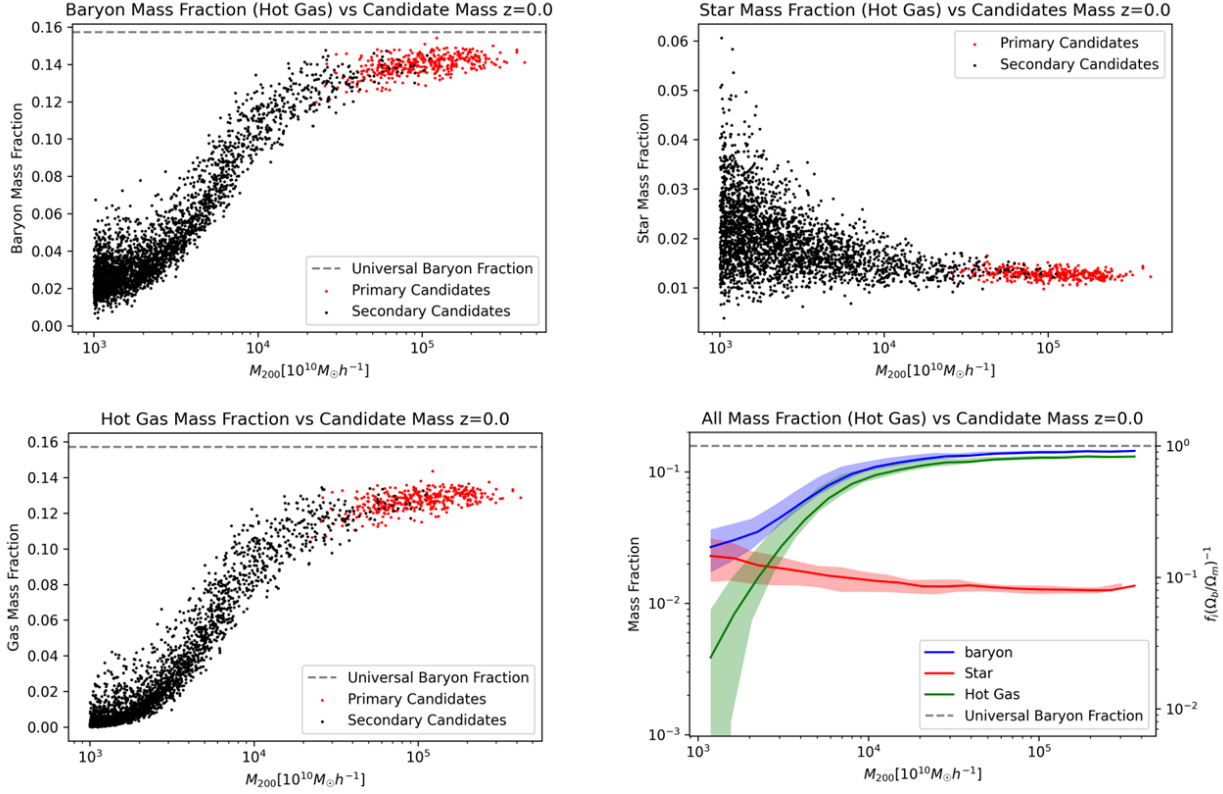 Baryon Mass Fraction (Hot Gas) vs Candidate Mass z=0.0
0.16
0.14
0.12
0.10
0.08
0.06
0.04
0.02
0.00
Baryon Mass Fraction
Universal Baryon Fraction
Primary Candidates
Secondary Candidates
10³ 10⁴ 10⁵
M₂₀₀[10¹⁰M⊙h⁻¹]
Star Mass Fraction (Hot Gas) vs Candidates Mass z=0.0
0.06
0.05
0.04
0.03
0.02
0.01
Star Mass Fraction
Primary Candidates
Secondary Candidates
10³ 10⁴ 10⁵
M₂₀₀[10¹⁰M⊙h⁻¹]
Hot Gas Mass Fraction vs Candidate Mass z=0.0
0.16
0.14
0.12
0.10
0.08
0.06
0.04
0.02
0.00
Gas Mass Fraction
Universal Baryon Fraction
Primary Candidates
Secondary Candidates
10³ 10⁴ 10⁵
M₂₀₀[10¹⁰M⊙h⁻¹]
All Mass Fraction (Hot Gas) vs Candidate Mass z=0.0
10⁻¹
10⁻²
10⁻³
Mass Fraction
10⁰
10⁻¹
10⁻²
fᵢ(Ω_b/Ω_m)⁻¹
baryon
Star
Hot Gas
Universal Baryon Fraction
10³ 10⁴ 10⁵
M₂₀₀[10¹⁰M⊙h⁻¹]